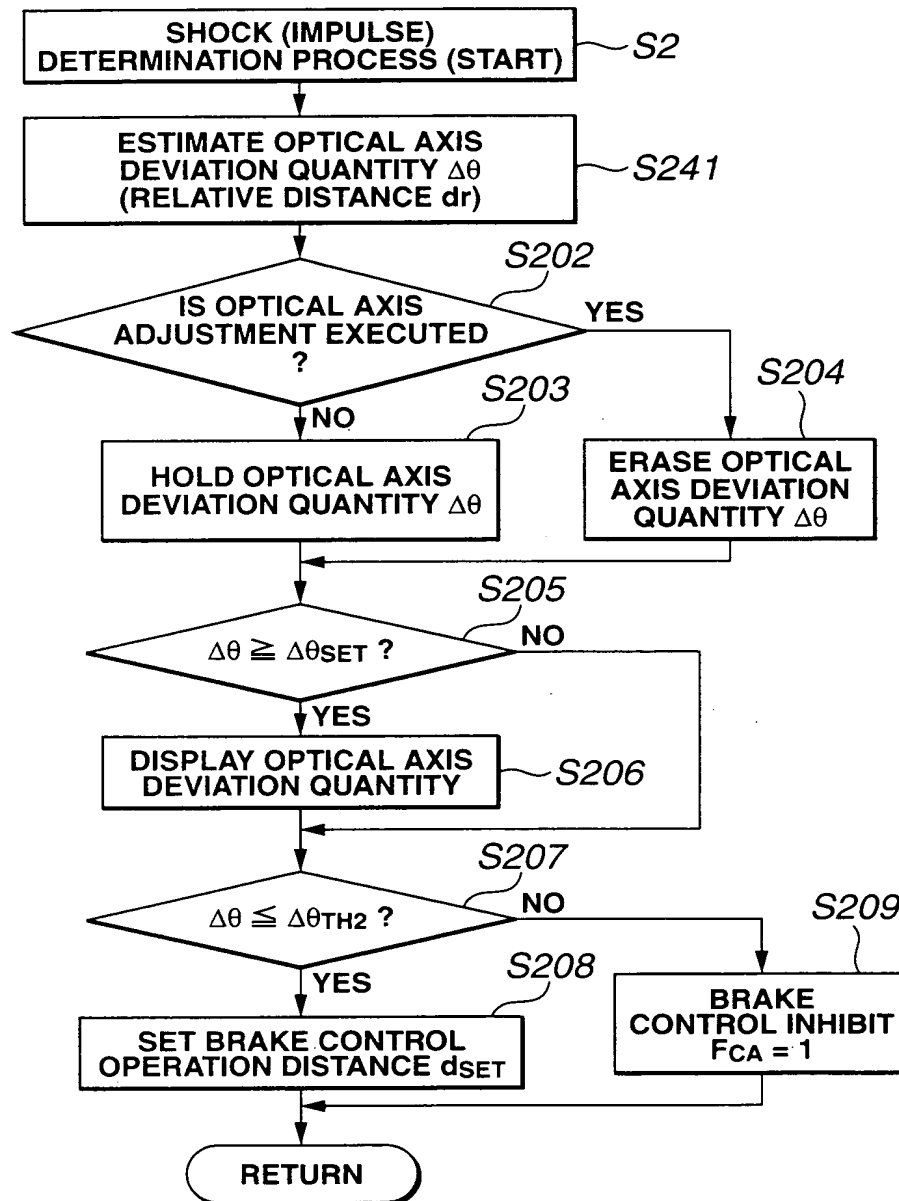 SHOCK (IMPULSE)
DETERMINATION PROCESS (START)
S2
ESTIMATE OPTICAL AXIS
DEVIATION QUANTITY Δθ
(RELATIVE DISTANCE dr)
S241
S202
IS OPTICAL AXIS
ADJUSTMENT EXECUTED
?
YES
NO
S203
HOLD OPTICAL AXIS
DEVIATION QUANTITY Δθ
S204
ERASE OPTICAL
AXIS DEVIATION
QUANTITY Δθ
S205
Δθ ≧ ΔθSET ?
NO
YES
DISPLAY OPTICAL AXIS
DEVIATION QUANTITY
S206
S207
Δθ ≦ ΔθTH2 ?
NO
YES
S208
SET BRAKE CONTROL
OPERATION DISTANCE dSET
S209
BRAKE
CONTROL INHIBIT
FCA = 1
RETURN